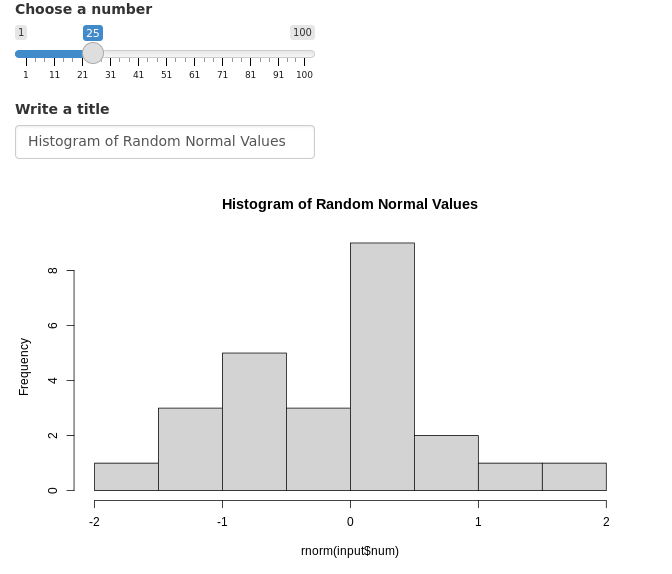 Choose a number
1 25 100
1 11 21 31 41 51 61 71 81 91 100
Write a title
Histogram of Random Normal Values
Histogram of Random Normal Values
Frequency
8
6
4
2
0
-2 -1 0 1 2
rnorm(input$num)